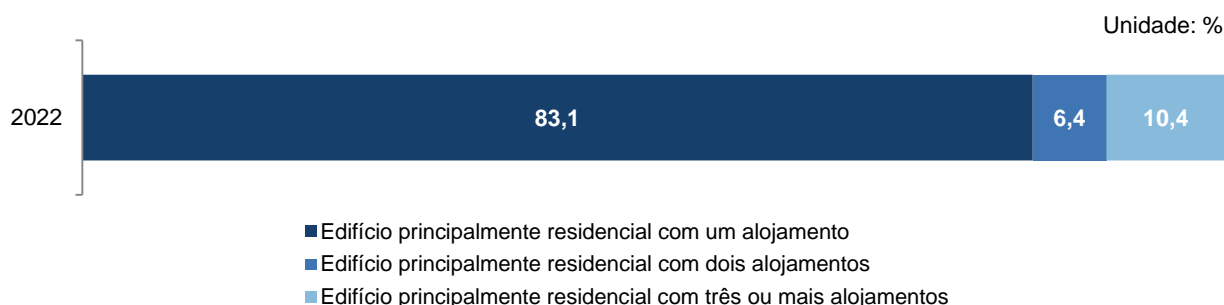 Unidade: %
2022
83,1
6,4
10,4
Edifício principalmente residencial com um alojamento
Edifício principalmente residencial com dois alojamentos
Edifício principalmente residencial com três ou mais alojamentos